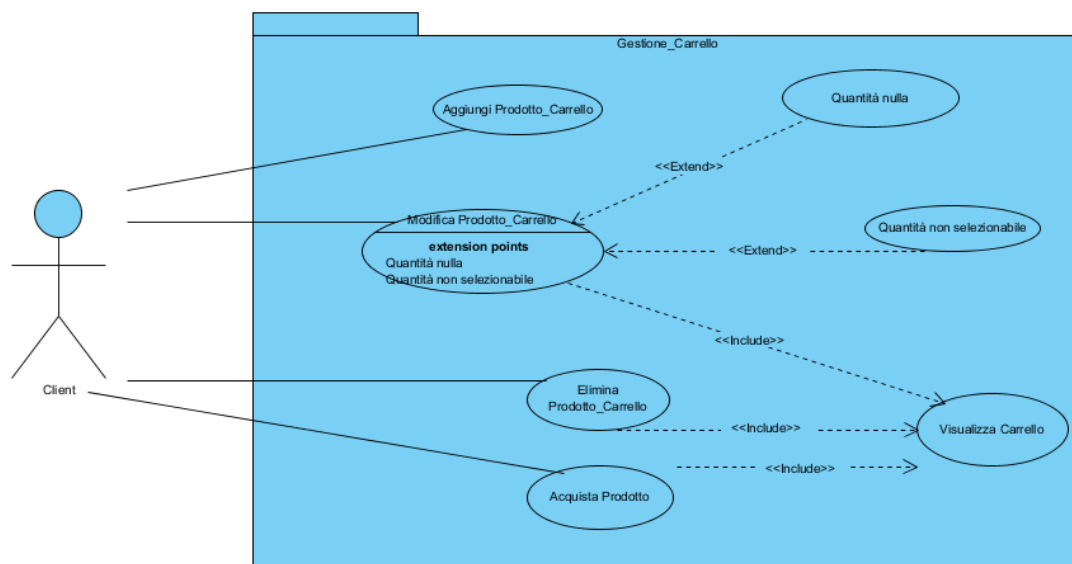 Gestione_Carrello
Aggiungi Prodotto_Carrello
Quantità nulla
<<Extend>>
Modifica Prodotto_Carrello
extension points
Quantità nulla
Quantità non selezionabile
<<Extend>>
Quantità non selezionabile
<<Include>>
Client
Elimina
Prodotto_Carrello
<<Include>>
Visualizza Carrello
<<Include>>
Acquista Prodotto